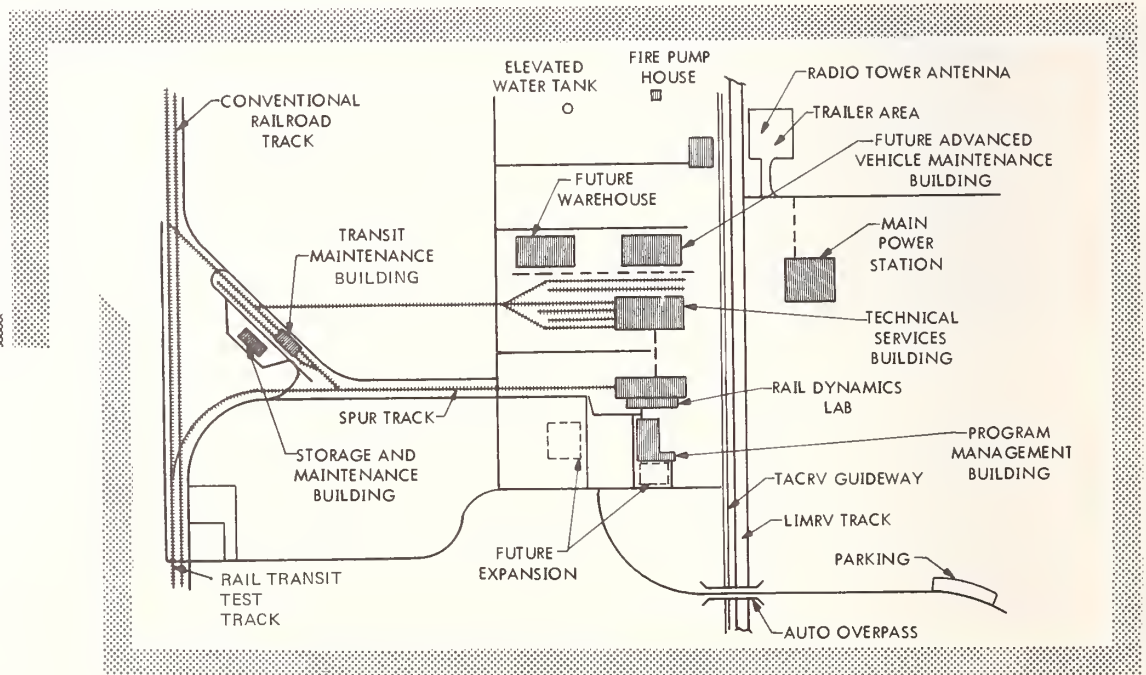 CONVENTIONAL
RAILROAD
TRACK
ELEVATED
WATER TANK
FIRE PUMP
HOUSE
RADIO TOWER ANTENNA
TRAILER AREA
FUTURE ADVANCED
VEHICLE MAINTENANCE
BUILDING
FUTURE
WAREHOUSE
TRANSIT
MAINTENANCE
BUILDING
MAIN
POWER
STATION
TECHNICAL
SERVICES
BUILDING
RAIL DYNAMICS
LAB
SPUR TRACK
STORAGE AND
MAINTENANCE
BUILDING
PROGRAM
MANAGEMENT
BUILDING
TACRV GUIDEWAY
LIMRV TRACK
FUTURE
EXPANSION
PARKING
RAIL TRANSIT
TEST
TRACK
AUTO OVERPASS